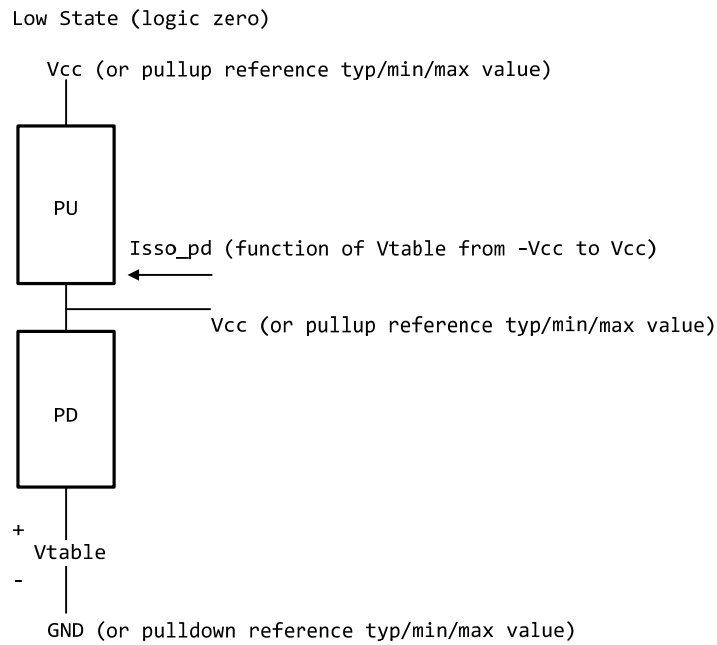 Low State (logic zero)
Vcc (or pullup reference typ/min/max value)
PU
Isso_pd (function of Vtable from -Vcc to Vcc)
Vcc (or pullup reference typ/min/max value)
PD
+
Vtable
-
GND (or pulldown reference typ/min/max value)